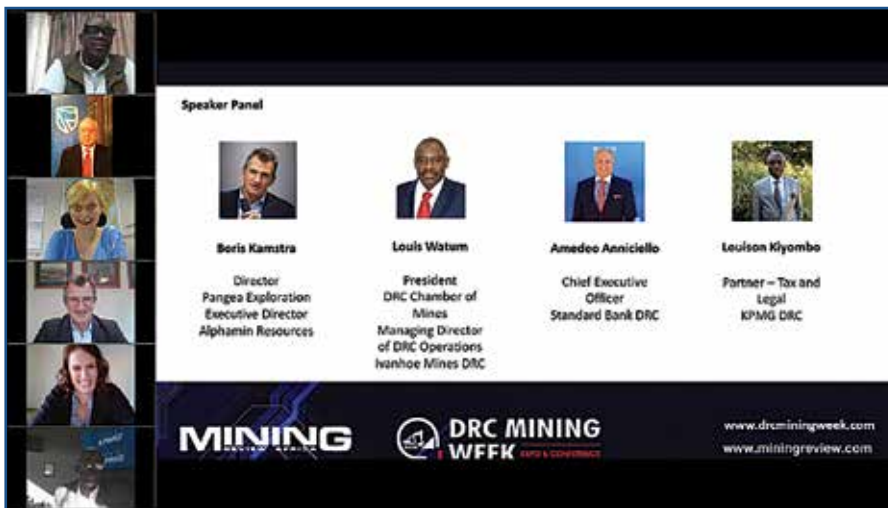 Speaker Panel
Boris Kamstra
Director
Pangea Exploration
Executive Director
Alphamin Resources
Louis Watum
President
DRC Chamber of
Mines
Managing Director
of DRC Operations
Ivanhoe Mines DRC
Amedeo Anniciello
Chief Executive
Officer
Standard Bank DRC
Louison Kiyombo
Partner – Tax and
Legal
KPMG DRC
MINING
DRC MINING
WEEK EXPO & CONFERENCE
www.drcminingweek.com
www.miningreview.com